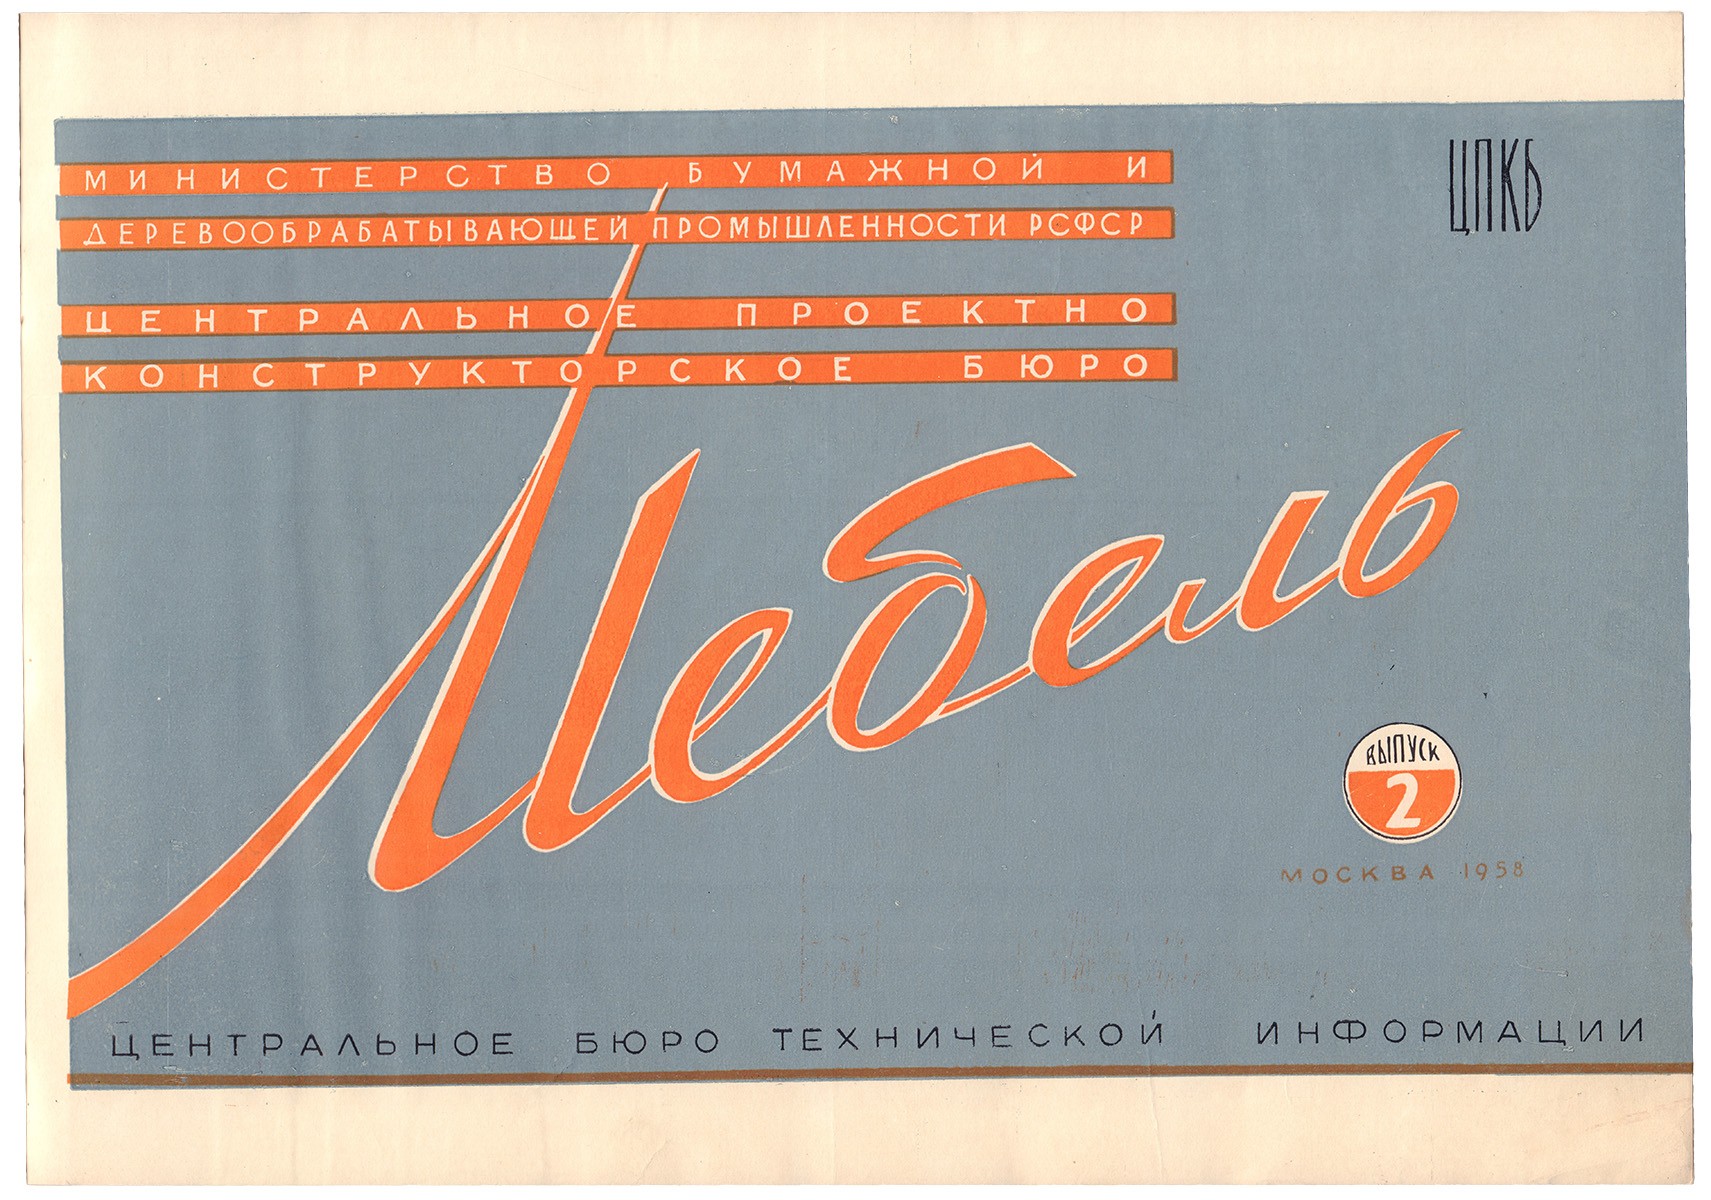 МИНИСТЕРСТВО БУМАЖНОЙ И
ДЕРЕВООБРАБАТЫВАЮЩЕЙ ПРОМЫШЛЕННОСТИ РСФСР
ЦЕНТРАЛЬНОЕ ПРОЕКТНО
КОНСТРУКТОРСКОЕ БЮРО
ЦПКБ
Мебель
ВЫПУСК
2
МОСКВА 1958
ЦЕНТРАЛЬНОЕ БЮРО ТЕХНИЧЕСКОЙ ИНФОРМАЦИИ